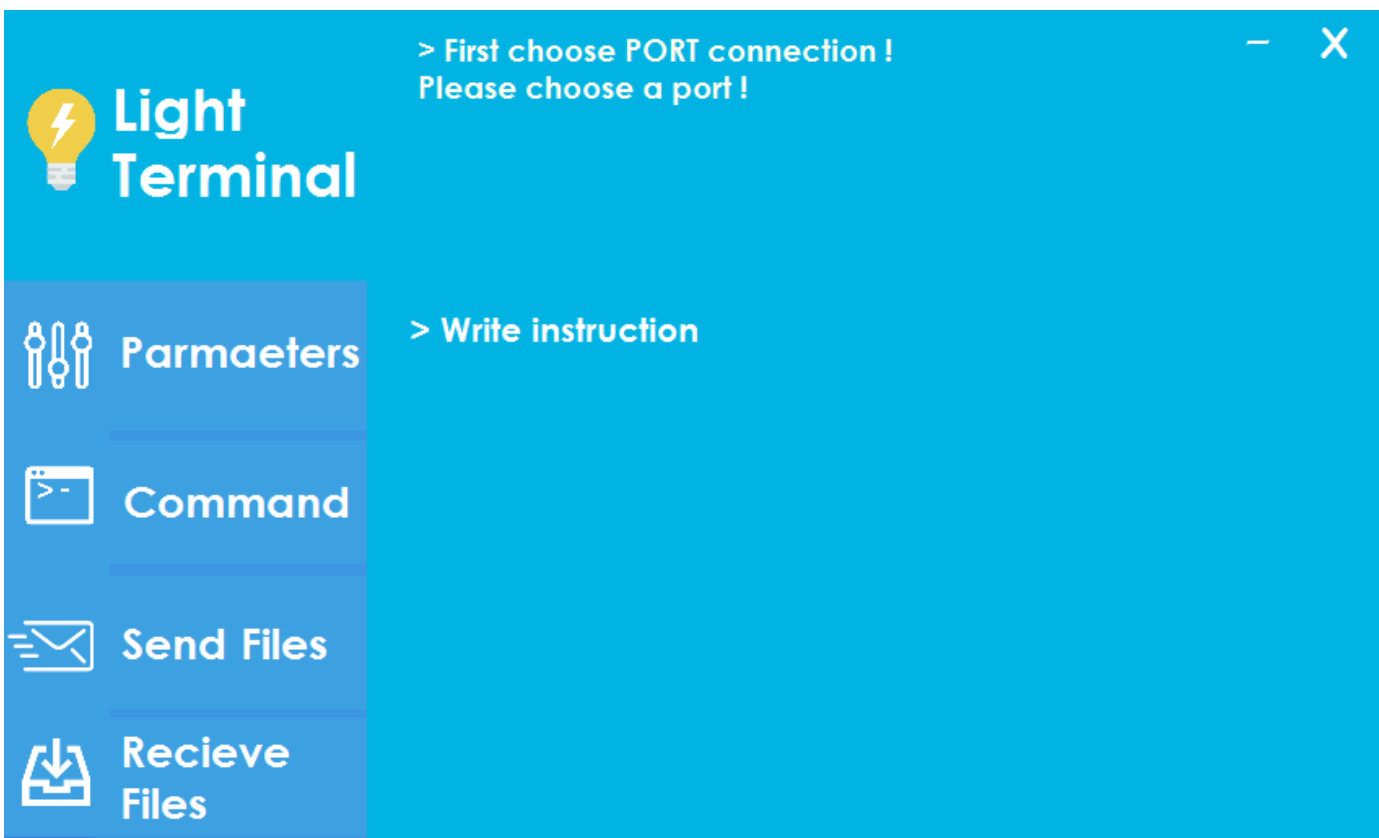 Light
Terminal
> First choose PORT connection !
Please choose a port !
– X
Parmaeters
Command
Send Files
Recieve
Files
> Write instruction